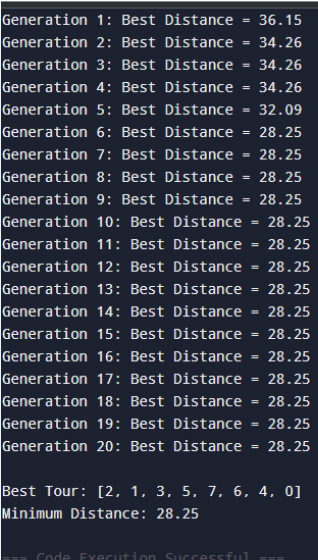 Generation 1: Best Distance = 36.15
Generation 2: Best Distance = 34.26
Generation 3: Best Distance = 34.26
Generation 4: Best Distance = 34.26
Generation 5: Best Distance = 32.09
Generation 6: Best Distance = 28.25
Generation 7: Best Distance = 28.25
Generation 8: Best Distance = 28.25
Generation 9: Best Distance = 28.25
Generation 10: Best Distance = 28.25
Generation 11: Best Distance = 28.25
Generation 12: Best Distance = 28.25
Generation 13: Best Distance = 28.25
Generation 14: Best Distance = 28.25
Generation 15: Best Distance = 28.25
Generation 16: Best Distance = 28.25
Generation 17: Best Distance = 28.25
Generation 18: Best Distance = 28.25
Generation 19: Best Distance = 28.25
Generation 20: Best Distance = 28.25
Best Tour: [2, 1, 3, 5, 7, 6, 4, 0]
Minimum Distance: 28.25
=== Code Execution Successful ===